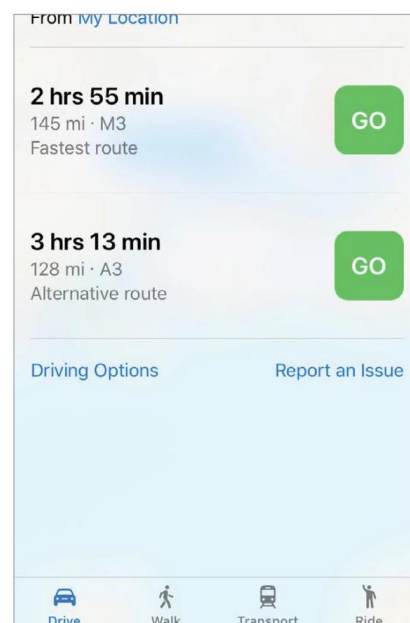 From My Location
2 hrs 55 min
145 mi · M3
Fastest route
GO
3 hrs 13 min
128 mi · A3
Alternative route
GO
Driving Options
Report an Issue
Drive
Walk
Transport
Ride